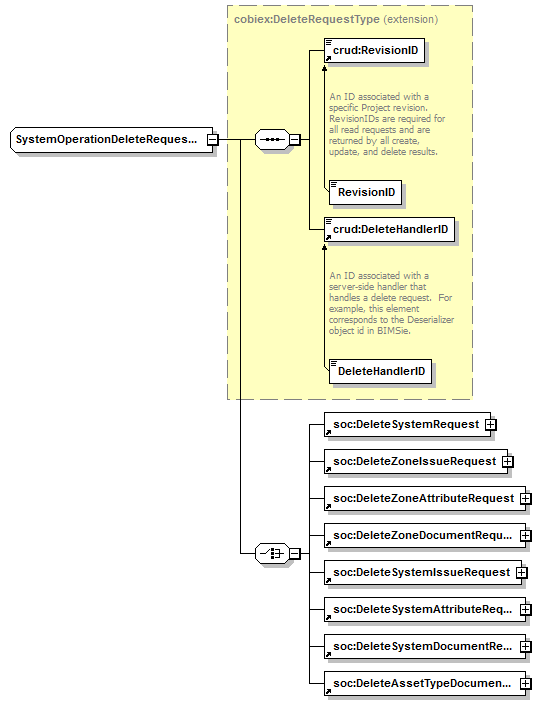 cobiex:DeleteRequestType (extension)
crud:RevisionID
An ID associated with a
specific Project revision.
RevisionIDs are required for
all read requests and are
returned by all create,
update, and delete results.
SystemOperationDeleteReques...
RevisionID
crud:DeleteHandlerID
An ID associated with a
server-side handler that
handles a delete request.  For
example, this element
corresponds to the Deserializer
object id in BIMSie.
DeleteHandlerID
soc:DeleteSystemRequest
soc:DeleteZoneIssueRequest
soc:DeleteZoneAttributeRequest
soc:DeleteZoneDocumentRequ...
soc:DeleteSystemIssueRequest
soc:DeleteSystemAttributeReq...
soc:DeleteSystemDocumentRe...
soc:DeleteAssetTypeDocumen...